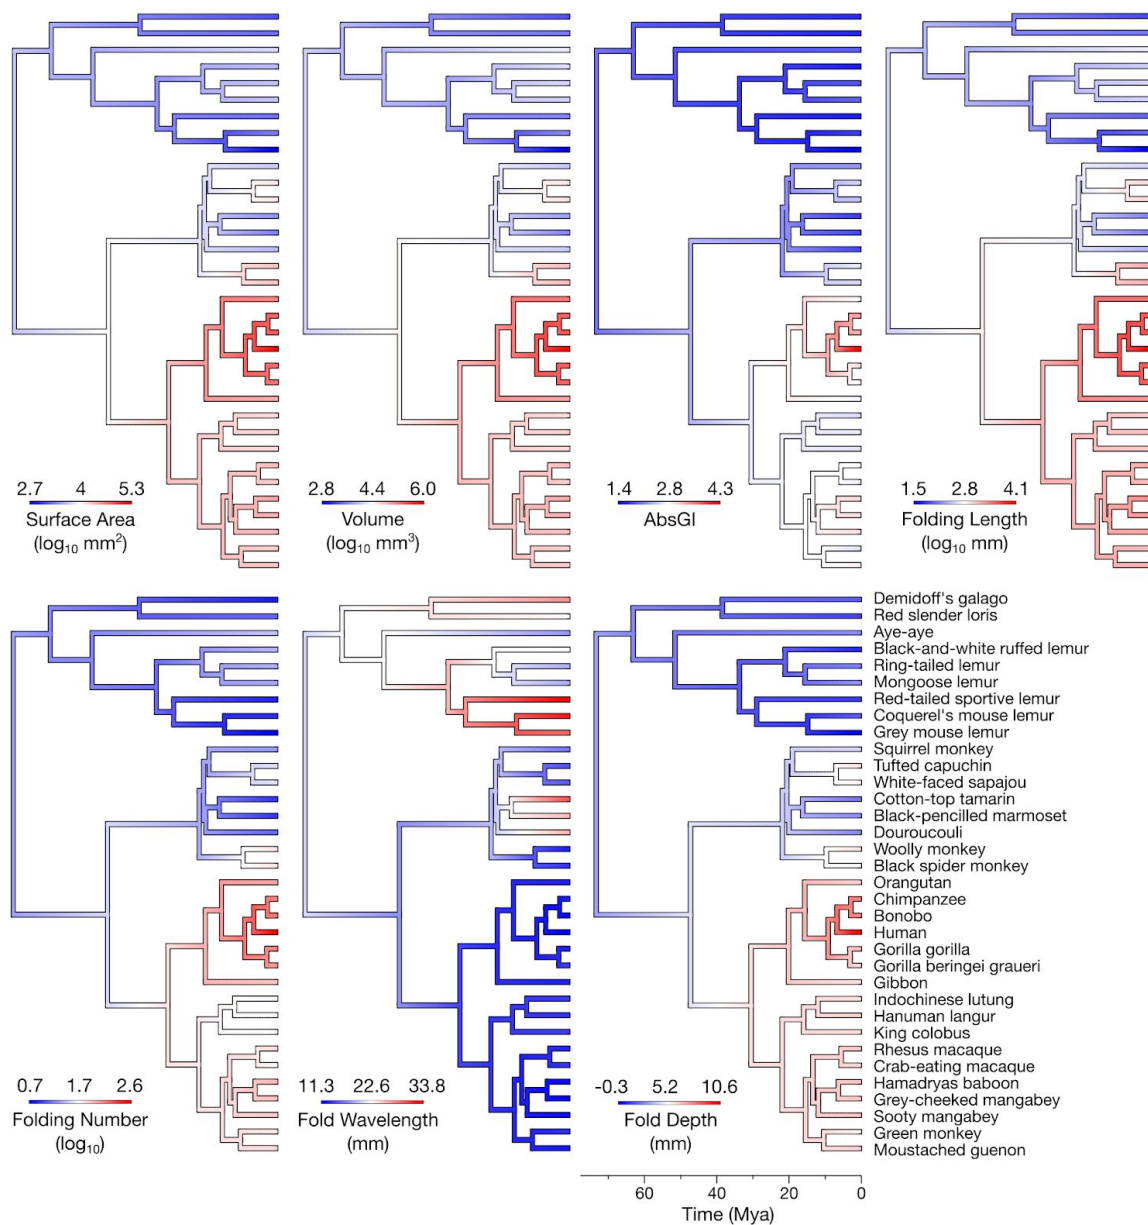 2.7 4 5.3
Surface Area
(log₁₀ mm²)
2.8 4.4 6.0
Volume
(log₁₀ mm³)
1.4 2.8 4.3
AbsGI
1.5 2.8 4.1
Folding Length
(log₁₀ mm)
0.7 1.7 2.6
Folding Number
(log₁₀)
11.3 22.6 33.8
Fold Wavelength
(mm)
-0.3 5.2 10.6
Fold Depth
(mm)
Demidoff's galago
Red slender loris
Aye-aye
Black-and-white ruffed lemur
Ring-tailed lemur
Mongoose lemur
Red-tailed sportive lemur
Coquerel's mouse lemur
Grey mouse lemur
Squirrel monkey
Tufted capuchin
White-faced sapajou
Cotton-top tamarin
Black-pencilled marmoset
Douroucouli
Woolly monkey
Black spider monkey
Orangutan
Chimpanzee
Bonobo
Human
Gorilla gorilla
Gorilla beringei graueri
Gibbon
Indochinese lutung
Hanuman langur
King colobus
Rhesus macaque
Crab-eating macaque
Hamadryas baboon
Grey-cheeked mangabey
Sooty mangabey
Green monkey
Moustached guenon
60 40 20 0
Time (Mya)